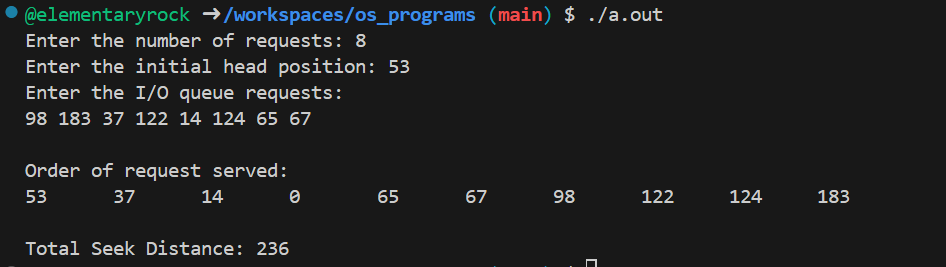 @elementaryrock ➜/workspaces/os_programs (main) $ ./a.out
Enter the number of requests: 8
Enter the initial head position: 53
Enter the I/O queue requests:
98 183 37 122 14 124 65 67
Order of request served:
53 37 14 0 65 67 98 122 124 183
Total Seek Distance: 236